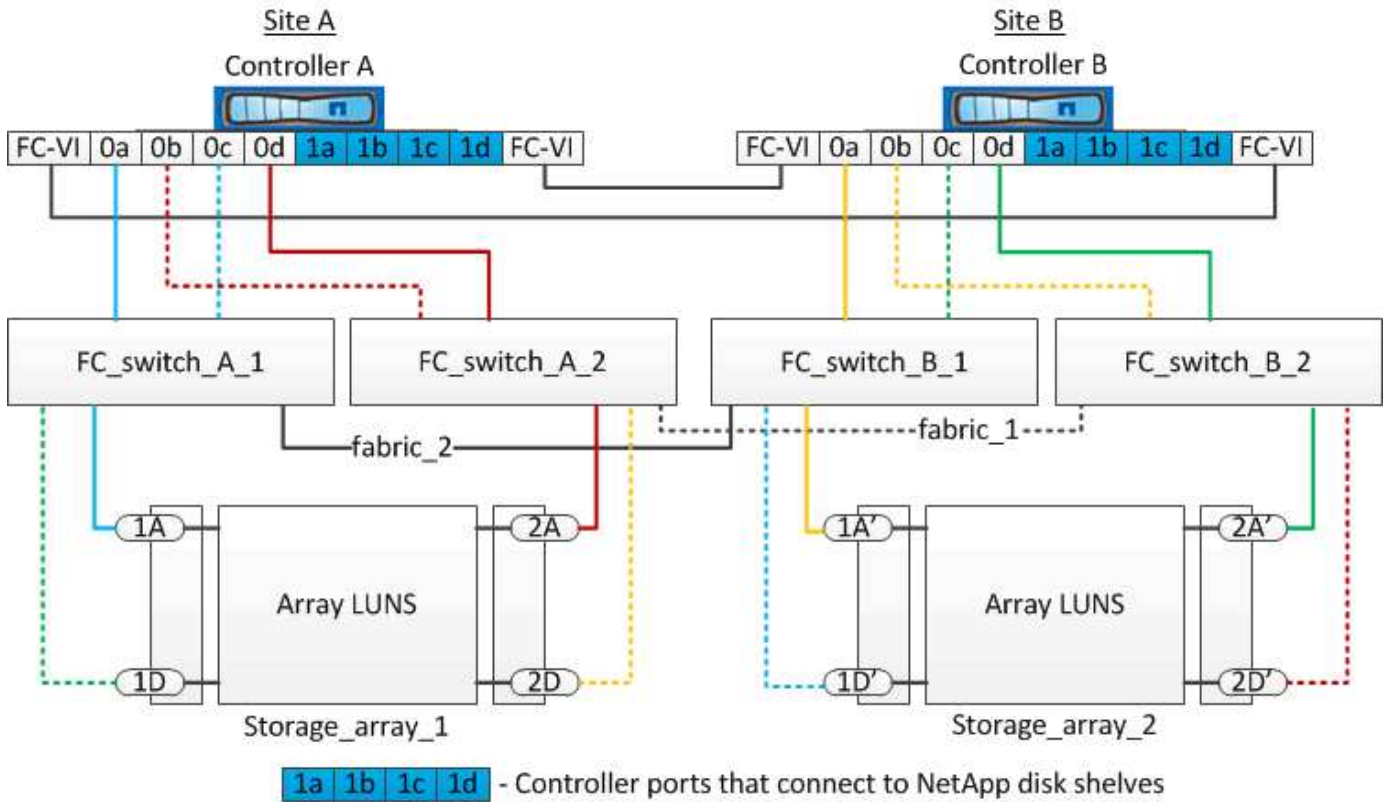 Site A
Site B
Controller A
Controller B
FC-VI 0a 0b 0c 0d 1a 1b 1c 1d FC-VI
FC-VI 0a 0b 0c 0d 1a 1b 1c 1d FC-VI
FC_switch_A_1
FC_switch_A_2
FC_switch_B_1
FC_switch_B_2
fabric_2
fabric_1
1A
2A
1A’
2A’
Array LUNS
Array LUNS
1D
2D
1D’
2D’
Storage_array_1
Storage_array_2
1a 1b 1c 1d - Controller ports that connect to NetApp disk shelves